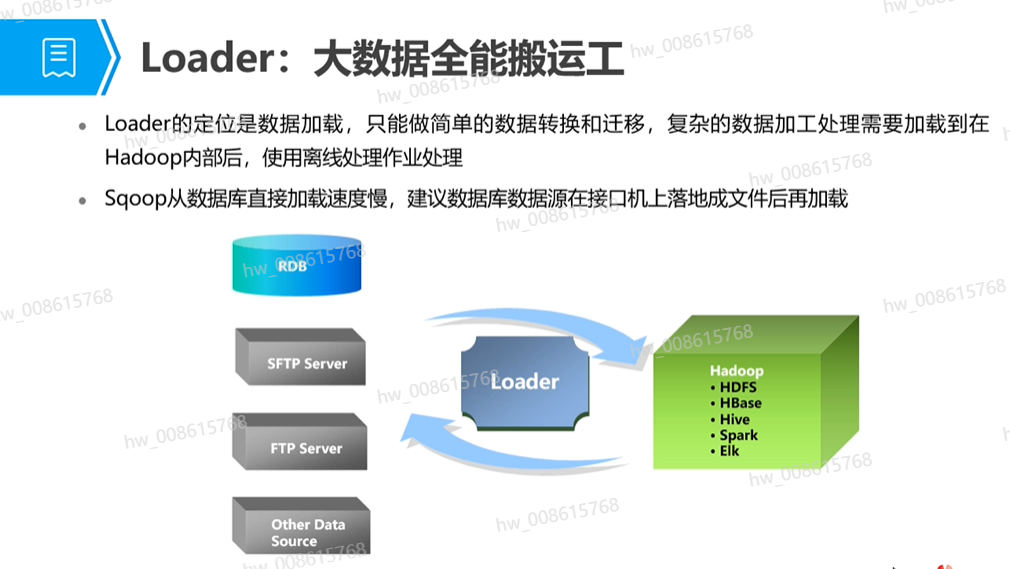 Loader：大数据全能搬运工
Loader的定位是数据加载，只能做简单的数据转换和迁移，复杂的数据加工处理需要加载到在
Hadoop内部后，使用离线处理作业处理
Sqoop从数据库直接加载速度慢，建议数据库数据源在接口机上落地成文件后再加载
RDB
SFTP Server
FTP Server
Other Data
Source
Loader
Hadoop
• HDFS
• HBase
• Hive
• Spark
• Elk
hw_008615768